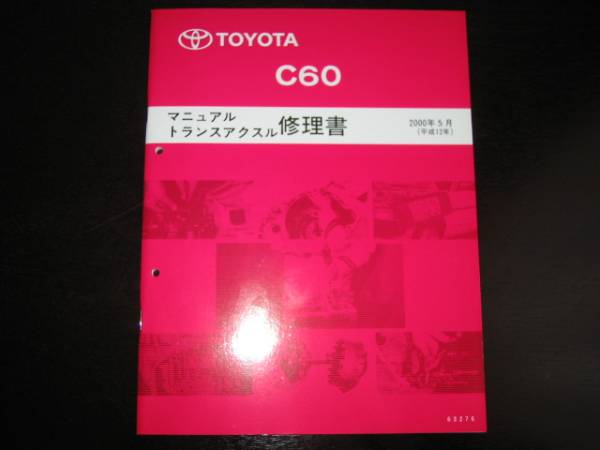 TOYOTA
C60
マニュアル
トランスアクスル 修理書
2000年5月
(平成12年)
63276